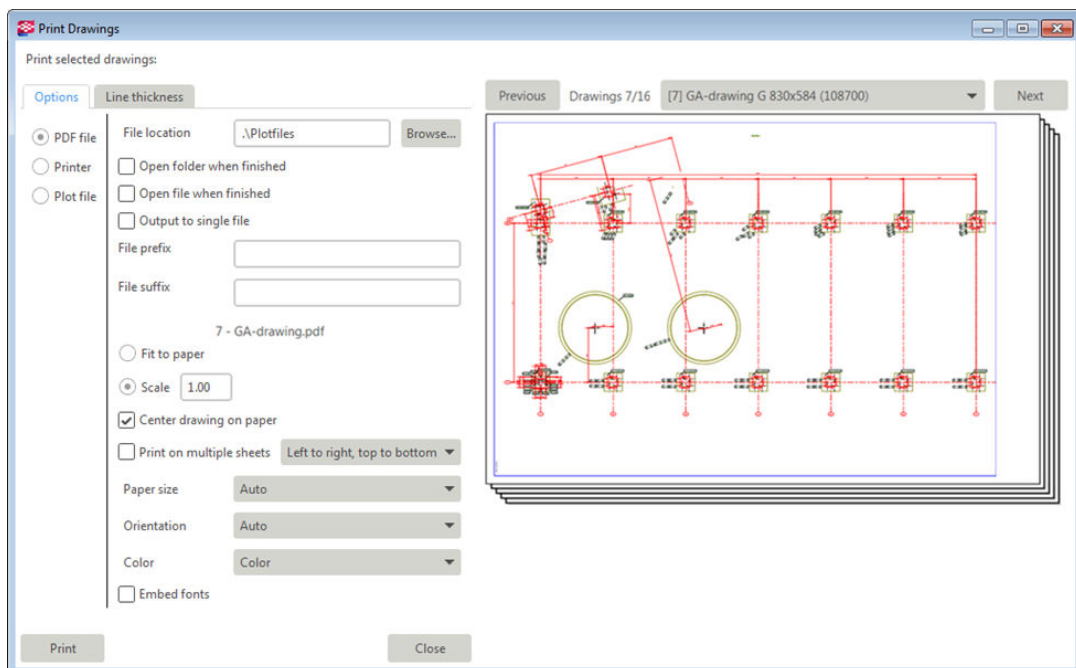 Print Drawings
Print selected drawings:
Options
Line thickness
PDF file
Printer
Plot file
File location
.\Plotfiles
Browse...
Open folder when finished
Open file when finished
Output to single file
File prefix
File suffix
7 - GA-drawing.pdf
Fit to paper
Scale
1.00
Center drawing on paper
Print on multiple sheets
Left to right, top to bottom
Paper size
Auto
Orientation
Auto
Color
Color
Embed fonts
Print
Close
Previous
Drawings 7/16
[7] GA-drawing G 830x584 (108700)
Next